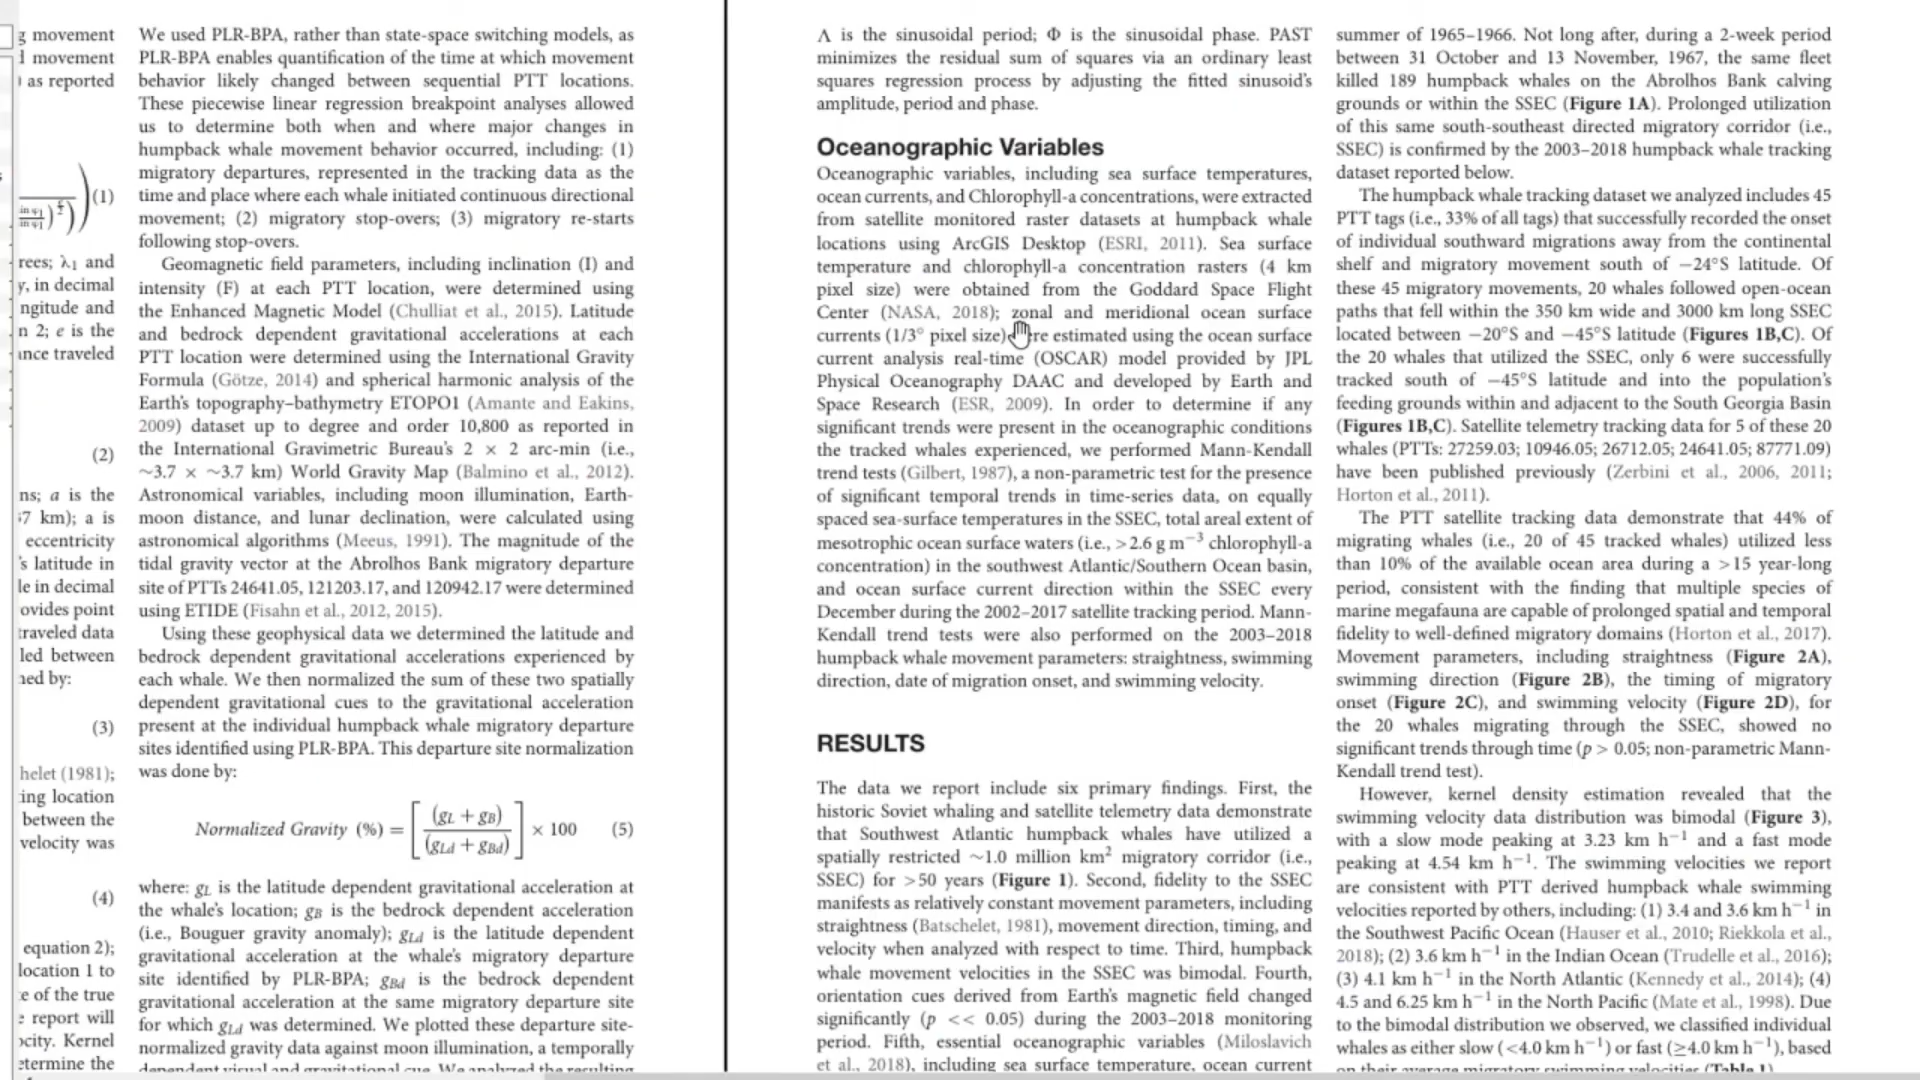 g movement
d movement
as reported
(1)
rees; λ1 and
y, in decimal
ngitude and
n 2; e is the
ance traveled
(2)
ns; a is the
7 km); a is
eccentricity
's latitude in
le in decimal
ovides point
traveled data
led between
ned by:
(3)
helet (1981);
ing location
between the
velocity was
(4)
equation 2);
location 1 to
e of the true
e report will
ocity. Kernel
etermine the
We used PLR-BPA, rather than state-space switching models, as
PLR-BPA enables quantification of the time at which movement
behavior likely changed between sequential PTT locations.
These piecewise linear regression breakpoint analyses allowed
us to determine both when and where major changes in
humpback whale movement behavior occurred, including: (1)
migratory departures, represented in the tracking data as the
time and place where each whale initiated continuous directional
movement; (2) migratory stop-overs; (3) migratory re-starts
following stop-overs.
Geomagnetic field parameters, including inclination (I) and
intensity (F) at each PTT location, were determined using
the Enhanced Magnetic Model (Chulliat et al., 2015). Latitude
and bedrock dependent gravitational accelerations at each
PTT location were determined using the International Gravity
Formula (Götze, 2014) and spherical harmonic analysis of the
Earth's topography–bathymetry ETOPO1 (Amante and Eakins,
2009) dataset up to degree and order 10,800 as reported in
the International Gravimetric Bureau's 2 × 2 arc-min (i.e.,
∼3.7 × ∼3.7 km) World Gravity Map (Balmino et al., 2012).
Astronomical variables, including moon illumination, Earth-
moon distance, and lunar declination, were calculated using
astronomical algorithms (Meeus, 1991). The magnitude of the
tidal gravity vector at the Abrolhos Bank migratory departure
site of PTTs 24641.05, 121203.17, and 120942.17 were determined
using ETIDE (Fisahn et al., 2012, 2015).
Using these geophysical data we determined the latitude and
bedrock dependent gravitational accelerations experienced by
each whale. We then normalized the sum of these two spatially
dependent gravitational cues to the gravitational acceleration
present at the individual humpback whale migratory departure
sites identified using PLR-BPA. This departure site normalization
was done by:
Normalized Gravity (%) = [(gL + gB) / (gLd + gBd)] × 100 (5)
where: gL is the latitude dependent gravitational acceleration at
the whale's location; gB is the bedrock dependent acceleration
(i.e., Bouguer gravity anomaly); gLd is the latitude dependent
gravitational acceleration at the whale's migratory departure
site identified by PLR-BPA; gBd is the bedrock dependent
gravitational acceleration at the same migratory departure site
for which gLd was determined. We plotted these departure site-
normalized gravity data against moon illumination, a temporally
dependent visual and gravitational cue. We analyzed the resulting
Λ is the sinusoidal period; Φ is the sinusoidal phase. PAST
minimizes the residual sum of squares via an ordinary least
squares regression process by adjusting the fitted sinusoid's
amplitude, period and phase.
Oceanographic Variables
Oceanographic variables, including sea surface temperatures,
ocean currents, and Chlorophyll-a concentrations, were extracted
from satellite monitored raster datasets at humpback whale
locations using ArcGIS Desktop (ESRI, 2011). Sea surface
temperature and chlorophyll-a concentration rasters (4 km
pixel size) were obtained from the Goddard Space Flight
Center (NASA, 2018); zonal and meridional ocean surface
currents (1/3° pixel size) re estimated using the ocean surface
current analysis real-time (OSCAR) model provided by JPL
Physical Oceanography DAAC and developed by Earth and
Space Research (ESR, 2009). In order to determine if any
significant trends were present in the oceanographic conditions
the tracked whales experienced, we performed Mann-Kendall
trend tests (Gilbert, 1987), a non-parametric test for the presence
of significant temporal trends in time-series data, on equally
spaced sea-surface temperatures in the SSEC, total areal extent of
mesotrophic ocean surface waters (i.e., >2.6 g m−3 chlorophyll-a
concentration) in the southwest Atlantic/Southern Ocean basin,
and ocean surface current direction within the SSEC every
December during the 2002–2017 satellite tracking period. Mann-
Kendall trend tests were also performed on the 2003–2018
humpback whale movement parameters: straightness, swimming
direction, date of migration onset, and swimming velocity.
RESULTS
The data we report include six primary findings. First, the
historic Soviet whaling and satellite telemetry data demonstrate
that Southwest Atlantic humpback whales have utilized a
spatially restricted ∼1.0 million km² migratory corridor (i.e.,
SSEC) for >50 years (Figure 1). Second, fidelity to the SSEC
manifests as relatively constant movement parameters, including
straightness (Batschelet, 1981), movement direction, timing, and
velocity when analyzed with respect to time. Third, humpback
whale movement velocities in the SSEC was bimodal. Fourth,
orientation cues derived from Earth's magnetic field changed
significantly (p << 0.05) during the 2003–2018 monitoring
period. Fifth, essential oceanographic variables (Miloslavich
et al., 2018), including sea surface temperature, ocean current
summer of 1965–1966. Not long after, during a 2-week period
between 31 October and 13 November, 1967, the same fleet
killed 189 humpback whales on the Abrolhos Bank calving
grounds or within the SSEC (Figure 1A). Prolonged utilization
of this same south-southeast directed migratory corridor (i.e.,
SSEC) is confirmed by the 2003–2018 humpback whale tracking
dataset reported below.
The humpback whale tracking dataset we analyzed includes 45
PTT tags (i.e., 33% of all tags) that successfully recorded the onset
of individual southward migrations away from the continental
shelf and migratory movement south of −24°S latitude. Of
these 45 migratory movements, 20 whales followed open-ocean
paths that fell within the 350 km wide and 3000 km long SSEC
located between −20°S and −45°S latitude (Figures 1B,C). Of
the 20 whales that utilized the SSEC, only 6 were successfully
tracked south of −45°S latitude and into the population's
feeding grounds within and adjacent to the South Georgia Basin
(Figures 1B,C). Satellite telemetry tracking data for 5 of these 20
whales (PTTs: 27259.03; 10946.05; 26712.05; 24641.05; 87771.09)
have been published previously (Zerbini et al., 2006, 2011;
Horton et al., 2011).
The PTT satellite tracking data demonstrate that 44% of
migrating whales (i.e., 20 of 45 tracked whales) utilized less
than 10% of the available ocean area during a >15 year-long
period, consistent with the finding that multiple species of
marine megafauna are capable of prolonged spatial and temporal
fidelity to well-defined migratory domains (Horton et al., 2017).
Movement parameters, including straightness (Figure 2A),
swimming direction (Figure 2B), the timing of migratory
onset (Figure 2C), and swimming velocity (Figure 2D), for
the 20 whales migrating through the SSEC, showed no
significant trends through time (p > 0.05; non-parametric Mann-
Kendall trend test).
However, kernel density estimation revealed that the
swimming velocity data distribution was bimodal (Figure 3),
with a slow mode peaking at 3.23 km h−1 and a fast mode
peaking at 4.54 km h−1. The swimming velocities we report
are consistent with PTT derived humpback whale swimming
velocities reported by others, including: (1) 3.4 and 3.6 km h−1 in
the Southwest Pacific Ocean (Hauser et al., 2010; Riekkola et al.,
2018); (2) 3.6 km h−1 in the Indian Ocean (Trudelle et al., 2016);
(3) 4.1 km h−1 in the North Atlantic (Kennedy et al., 2014); (4)
4.5 and 6.25 km h−1 in the North Pacific (Mate et al., 1998). Due
to the bimodal distribution we observed, we classified individual
whales as either slow (<4.0 km h−1) or fast (≥4.0 km h−1), based
on their average migratory swimming velocities (Table 1)